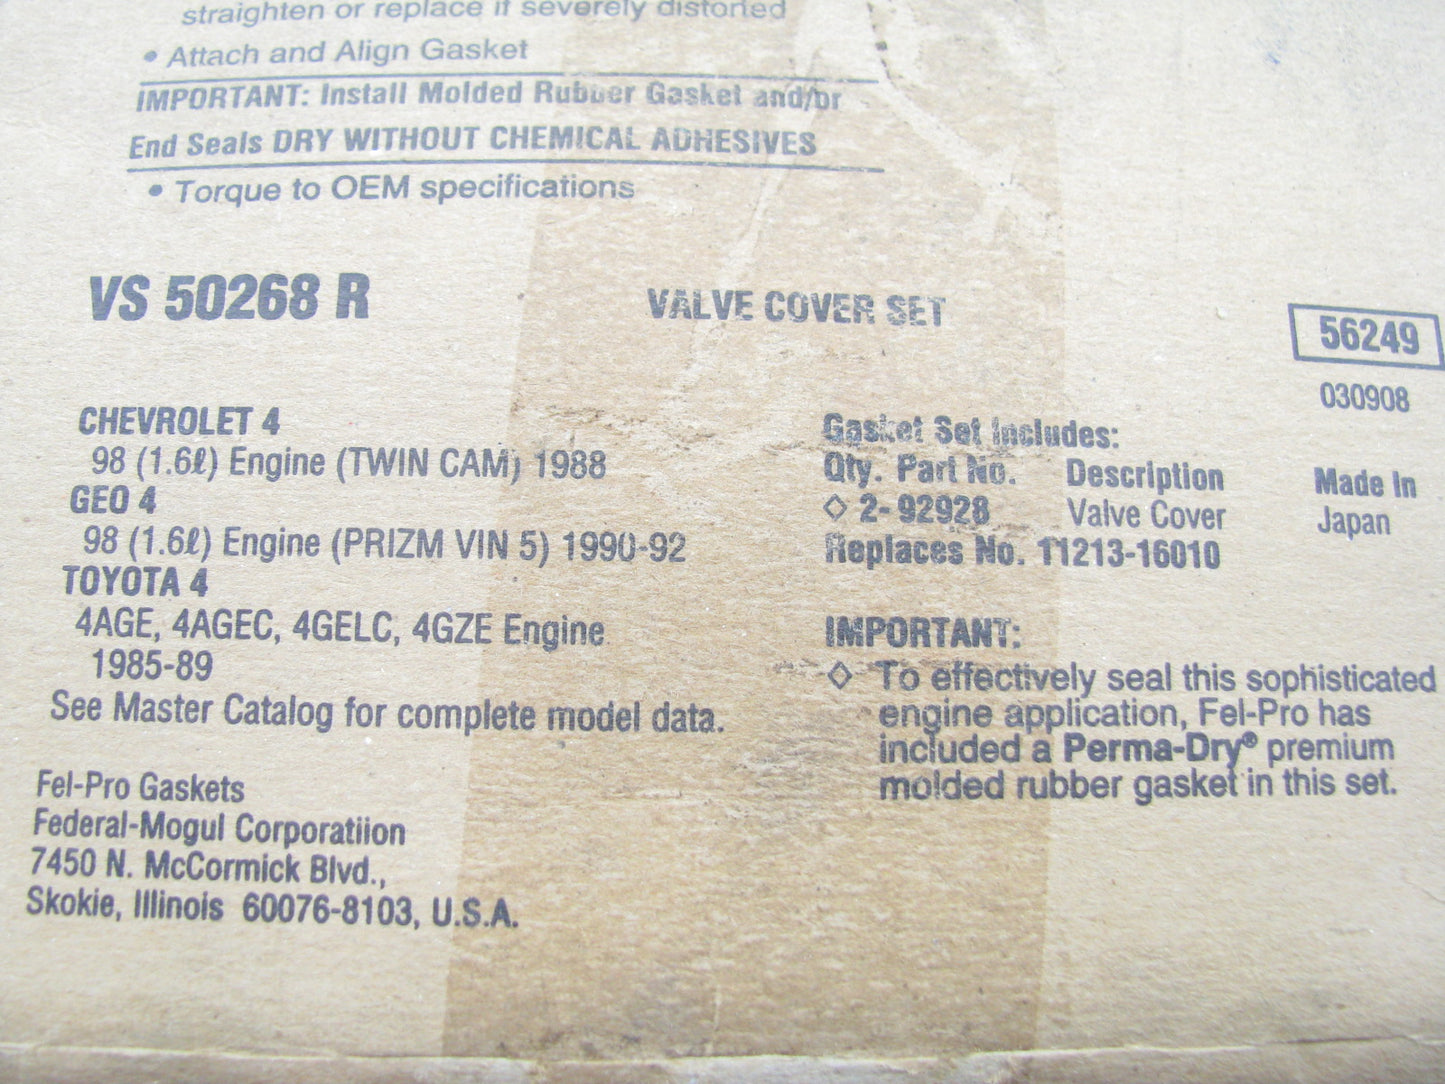 straighten or replace if severely distorted
• Attach and Align Gasket
IMPORTANT: Install Molded Rubber Gasket and/or
End Seals DRY WITHOUT CHEMICAL ADHESIVES
• Torque to OEM specifications
VS 50268 R
VALVE COVER SET
56249
030908
CHEVROLET 4
98 (1.6ℓ) Engine (TWIN CAM) 1988
GEO 4
98 (1.6ℓ) Engine (PRIZM VIN 5) 1990-92
TOYOTA 4
4AGE, 4AGEC, 4GELC, 4GZE Engine
1985-89
See Master Catalog for complete model data.
Fel-Pro Gaskets
Federal-Mogul Corporatiion
7450 N. McCormick Blvd.,
Skokie, Illinois 60076-8103, U.S.A.
Gasket Set Includes:
Qty. Part No. Description
◇ 2- 92928 Valve Cover
Replaces No. 11213-16010
Made in
Japan
IMPORTANT:
◇ To effectively seal this sophisticated
engine application, Fel-Pro has
included a Perma-Dry® premium
molded rubber gasket in this set.